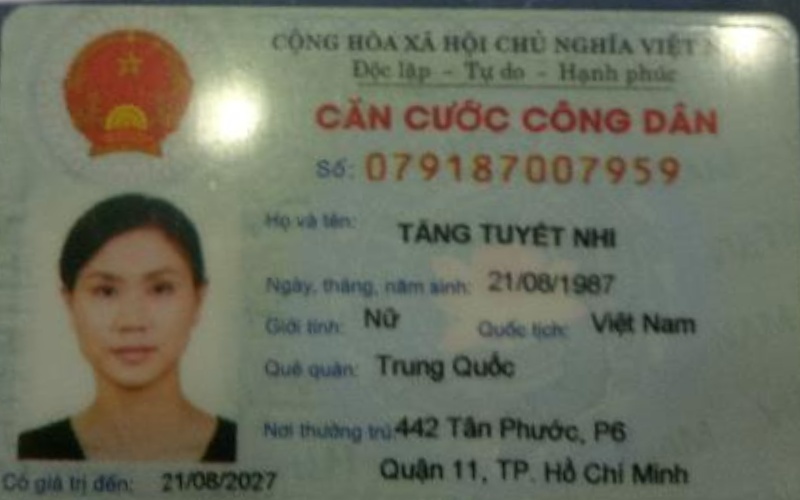 CỘNG HÒA XÃ HỘI CHỦ NGHĨA VIỆT
Độc lập - Tự do - Hạnh phúc
CĂN CƯỚC CÔNG DÂN
Số: 079187007959
Họ và tên: TĂNG TUYẾT NHI
Ngày, tháng, năm sinh: 21/08/1987
Giới tính: Nữ Quốc tịch: Việt Nam
Quê quán: Trung Quốc
Nơi thường trú: 442 Tân Phước, P6
Quận 11, TP. Hồ Chí Minh
Có giá trị đến: 21/08/2027